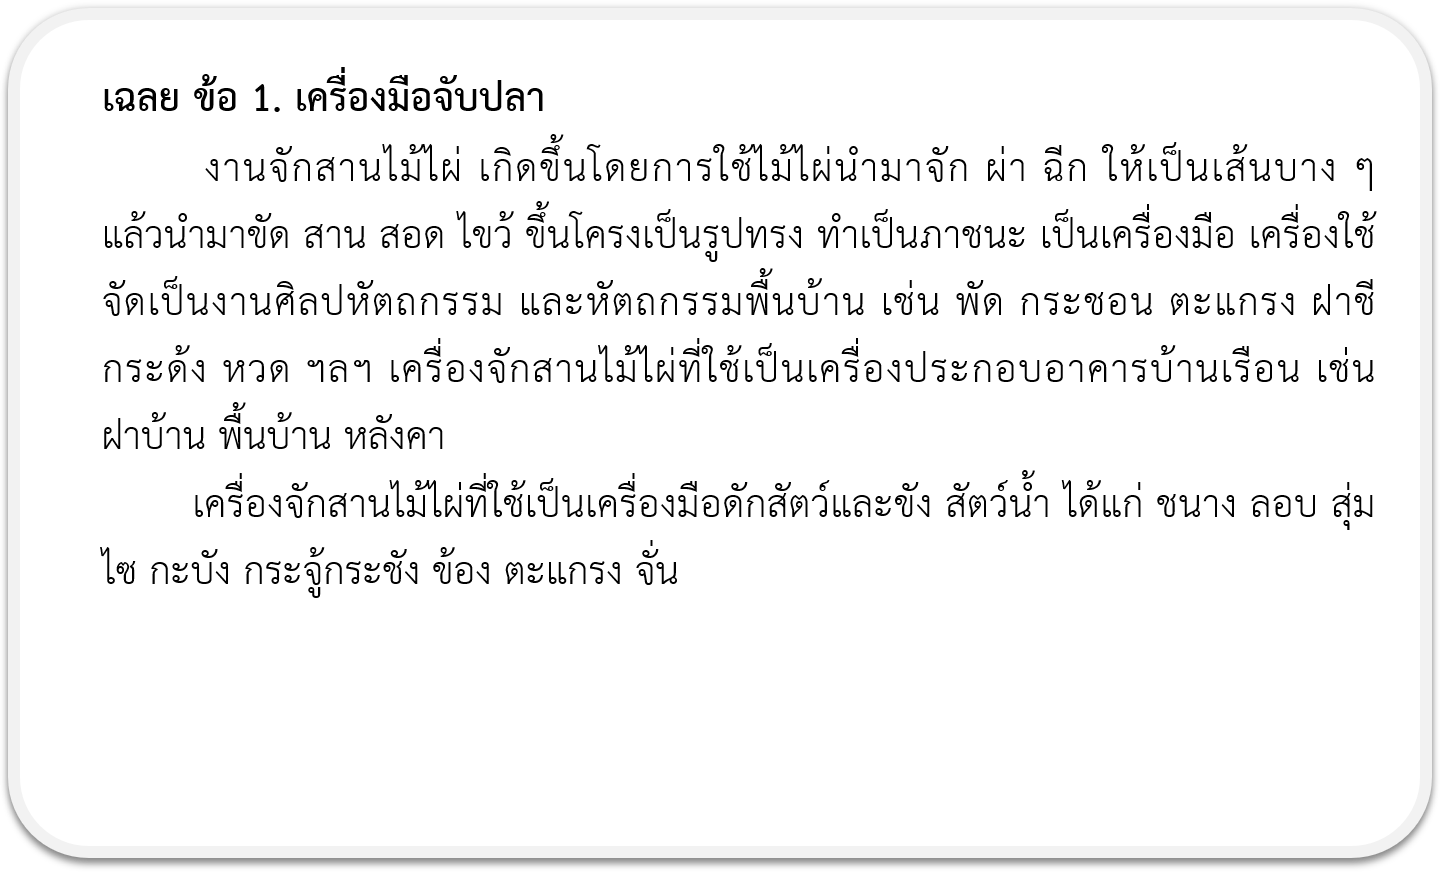 เฉลย ข้อ 1. เครื่องมือจับปลา
งานจักสานไม้ไผ่ เกิดขึ้นโดยการใช้ไม้ไผ่นำมาจัก ผ่า ฉีก ให้เป็นเส้นบาง ๆ
แล้วนำมาขัด สาน สอด ไขว้ ขึ้นโครงเป็นรูปทรง ทำเป็นภาชนะ เป็นเครื่องมือ เครื่องใช้
จัดเป็นงานศิลปหัตถกรรม และหัตถกรรมพื้นบ้าน เช่น พัด กระชอน ตะแกรง ฝาชี
กระด้ง หวด ฯลฯ เครื่องจักสานไม้ไผ่ที่ใช้เป็นเครื่องประกอบอาคารบ้านเรือน เช่น
ฝาบ้าน พื้นบ้าน หลังคา
เครื่องจักสานไม้ไผ่ที่ใช้เป็นเครื่องมือดักสัตว์และขัง สัตว์น้ำ ได้แก่ ชนาง ลอบ สุ่ม
ไซ กะบัง กระจู้กระชัง ข้อง ตะแกรง จั่น